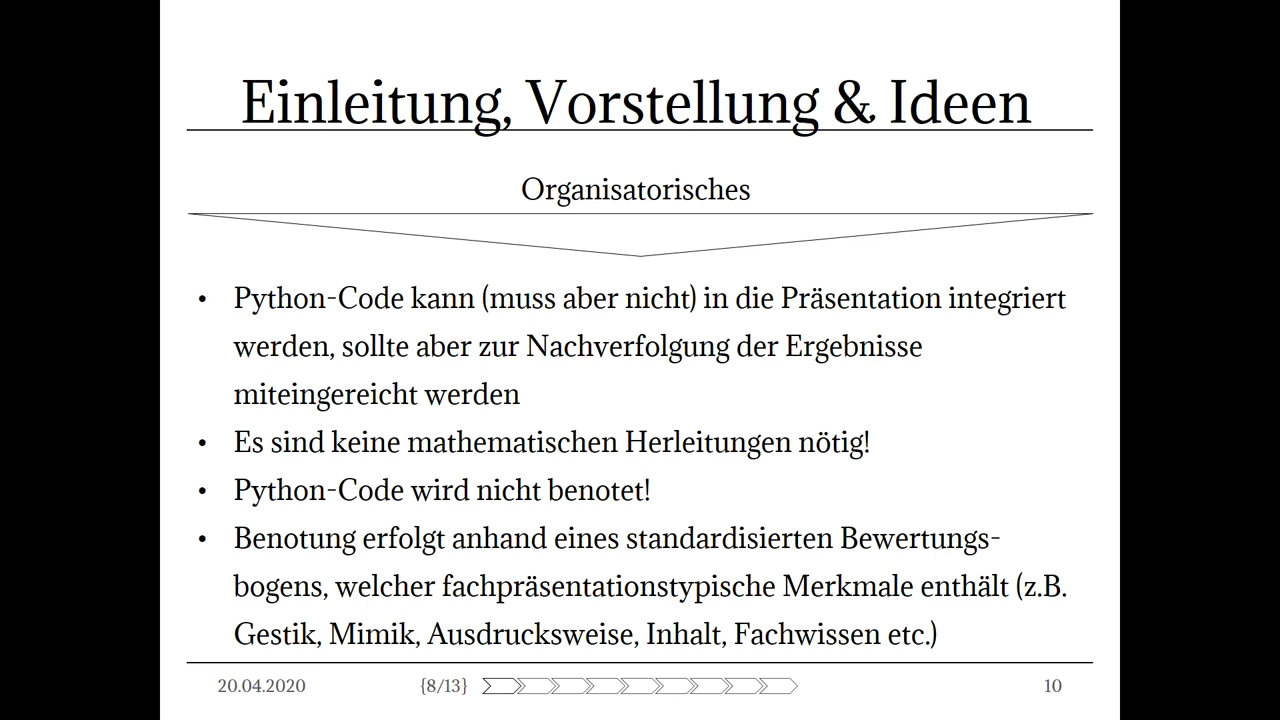 Einleitung, Vorstellung & Ideen
Organisatorisches
• Python-Code kann (muss aber nicht) in die Präsentation integriert
werden, sollte aber zur Nachverfolgung der Ergebnisse
miteingereicht werden
• Es sind keine mathematischen Herleitungen nötig!
• Python-Code wird nicht benotet!
• Benotung erfolgt anhand eines standardisierten Bewertungs-
bogens, welcher fachpräsentationstypische Merkmale enthält (z.B.
Gestik, Mimik, Ausdrucksweise, Inhalt, Fachwissen etc.)
20.04.2020 {8/13} 10